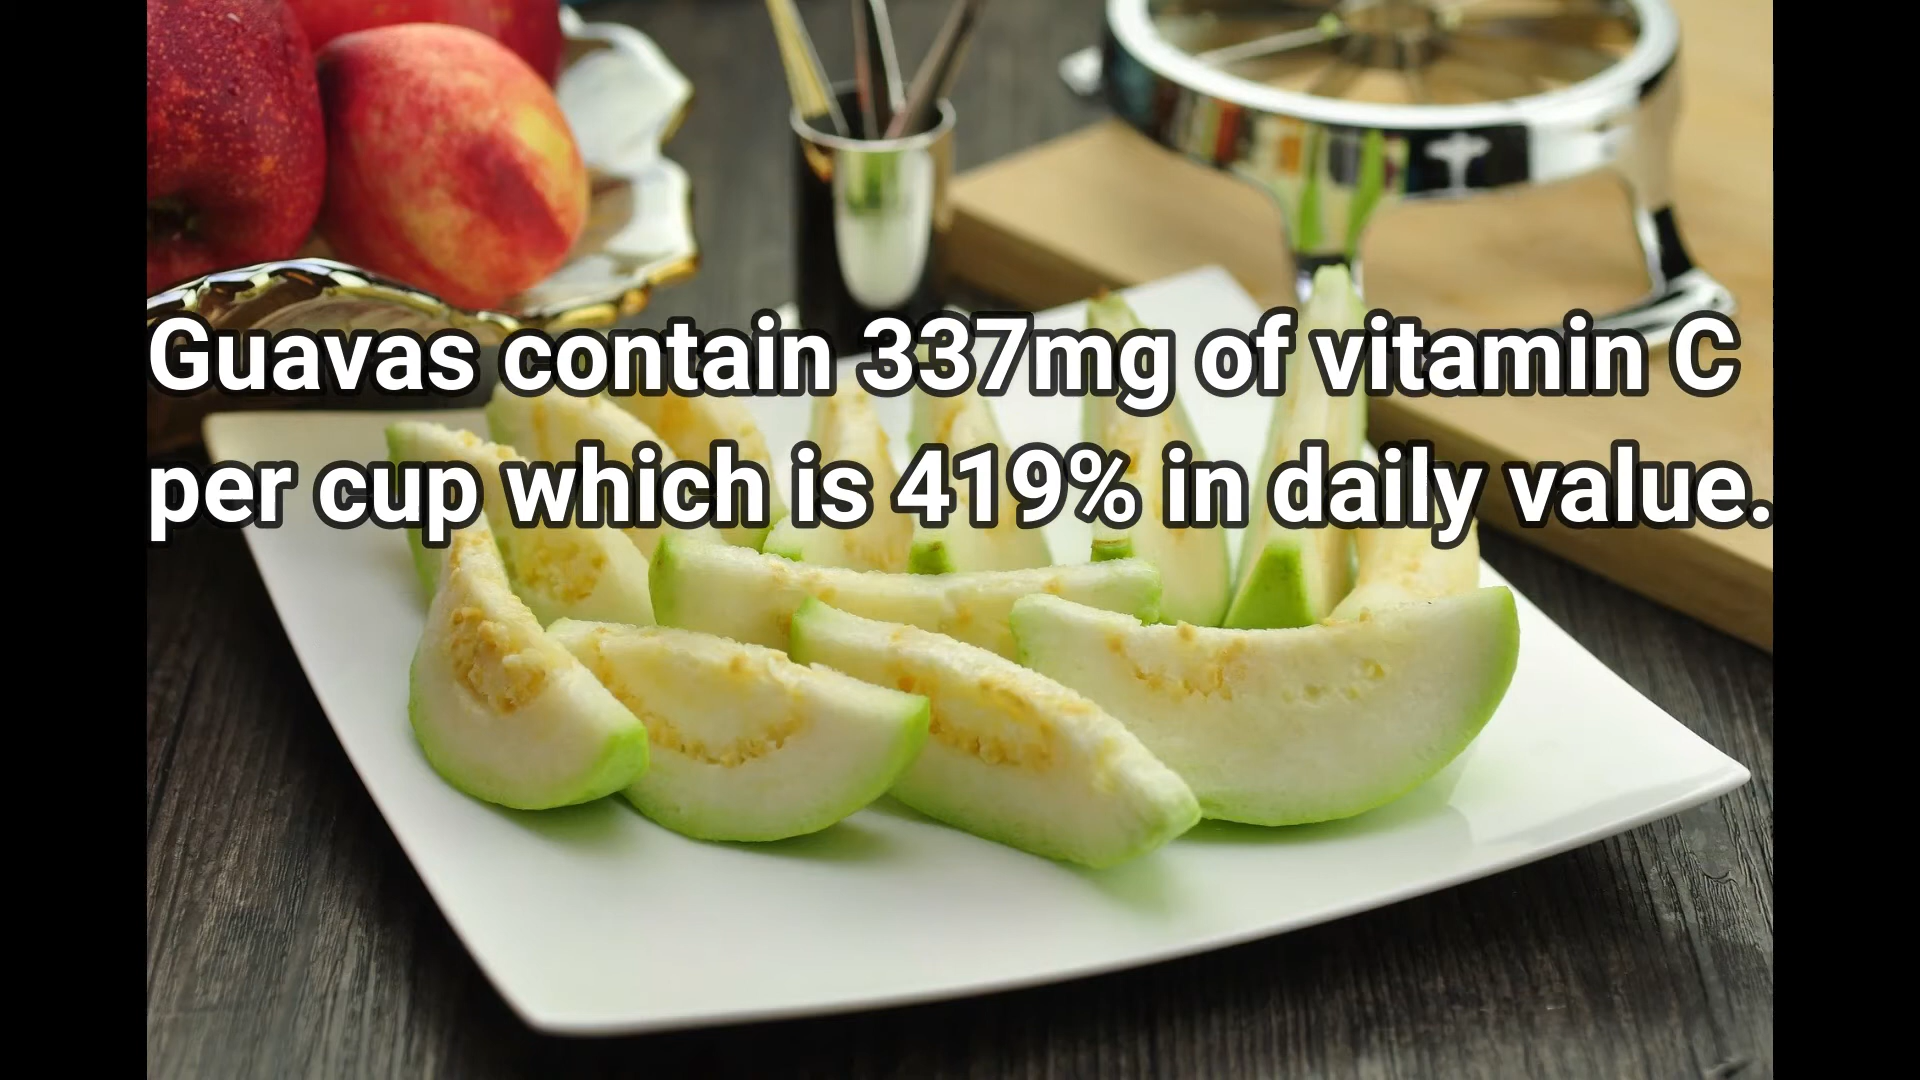 Guavas contain 337mg of vitamin C
per cup which is 419% in daily value.